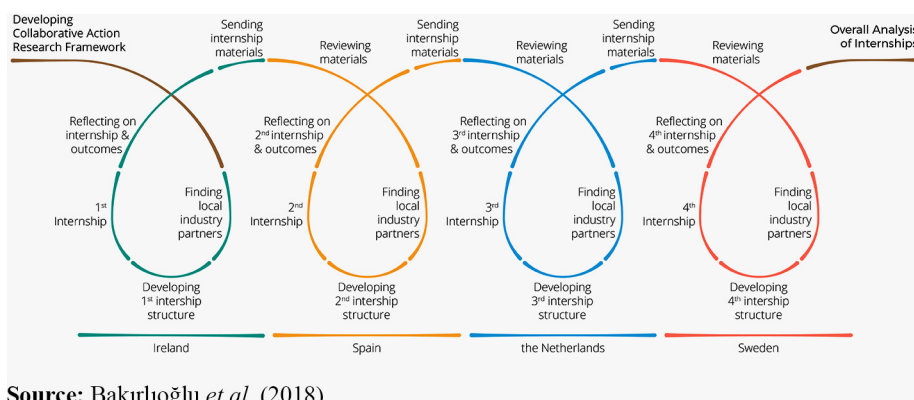 Developing
Collaborative Action
Research Framework
Sending
internship
materials
Reviewing
materials
Sending
internship
materials
Reviewing
materials
Sending
internship
materials
Reviewing
materials
Overall Analysis
of Internships
Reflecting on
internship &
outcomes
Reflecting on
2nd internship
& outcomes
Reflecting on
3rd internship
& outcomes
Reflecting on
4th internship
& outcomes
1st
Internship
Finding
local
industry
partners
2nd
Internship
Finding
local
industry
partners
3rd
Internship
Finding
local
industry
partners
4th
Internship
Finding
local
industry
partners
Developing
1st intership
structure
Developing
2nd intership
structure
Developing
3rd intership
structure
Developing
4th intership
structure
Ireland
Spain
the Netherlands
Sweden
Source: Bakırlıoğlu et al. (2018)